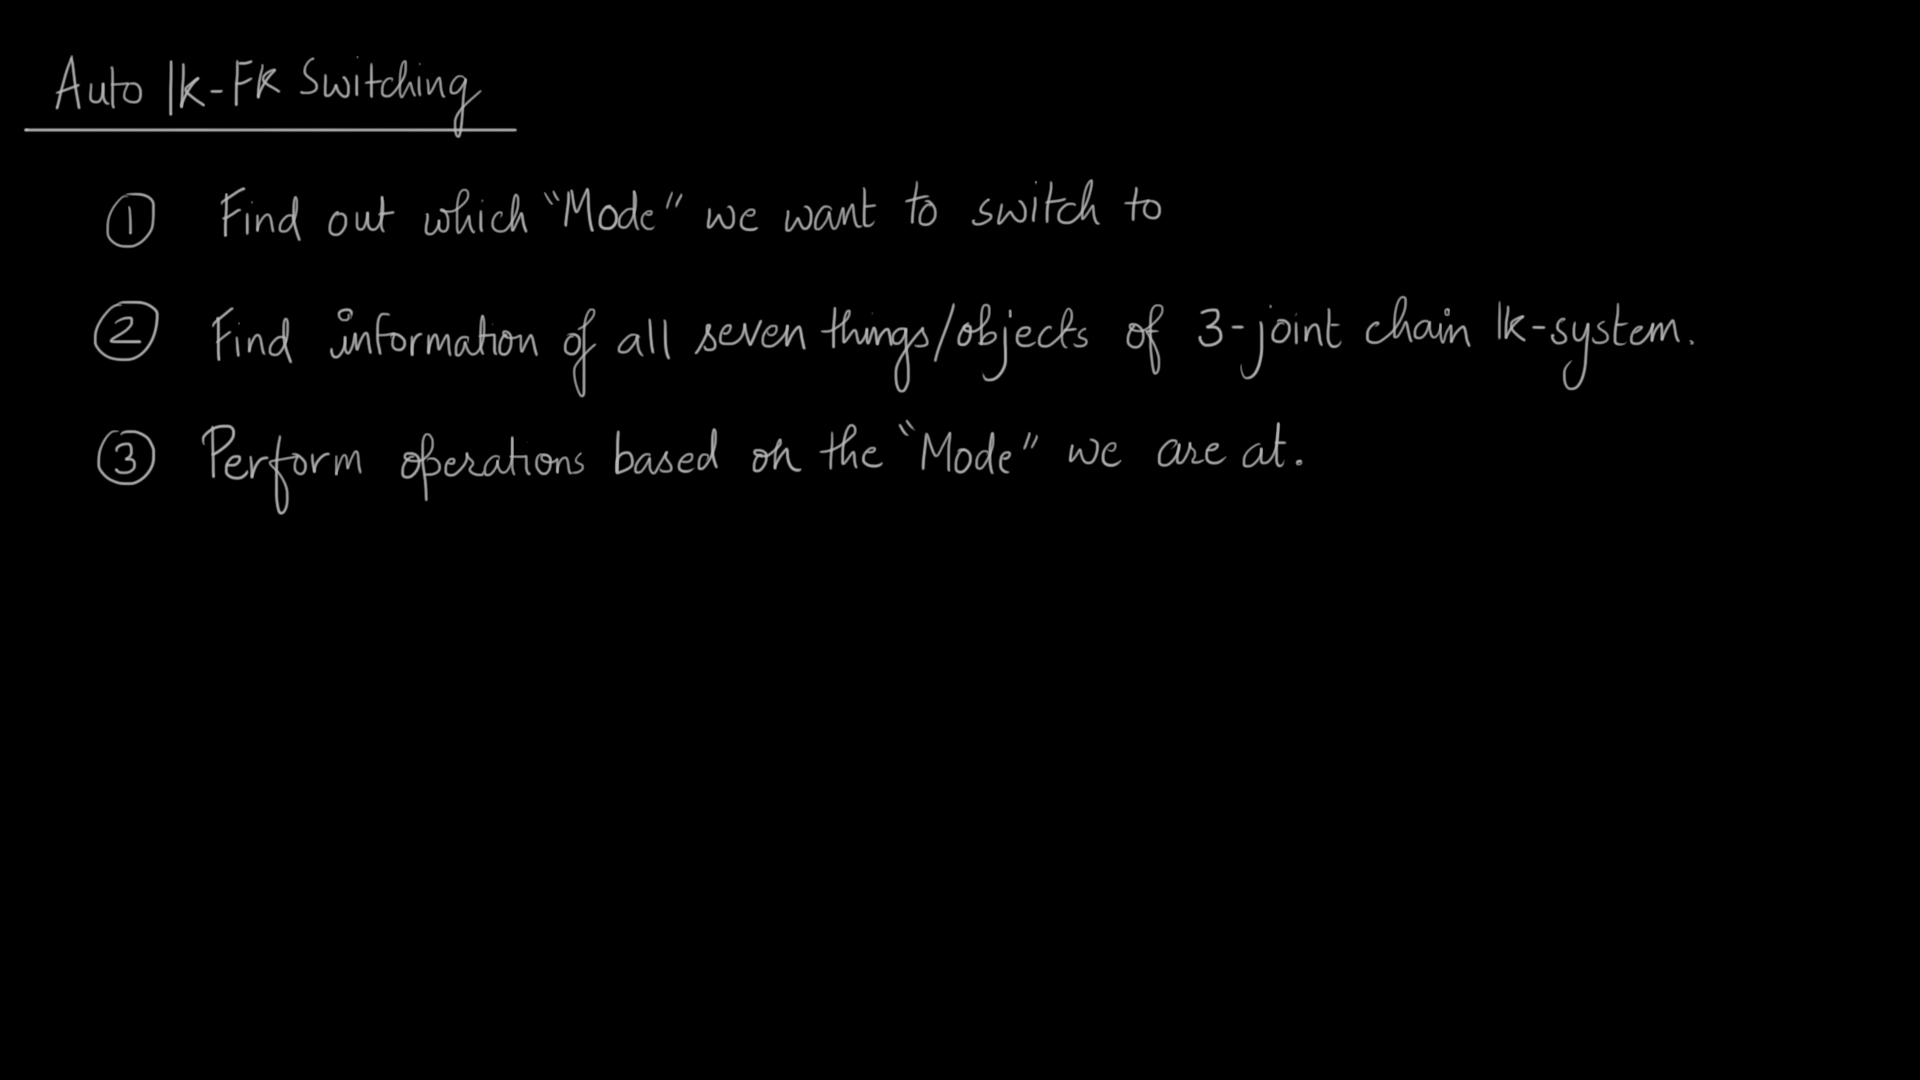 Auto Ik-Fk Switching
① Find out which "Mode" we want to switch to
② Find information of all seven things/objects of 3-joint chain Ik-system.
③ Perform operations based on the "Mode" we are at.